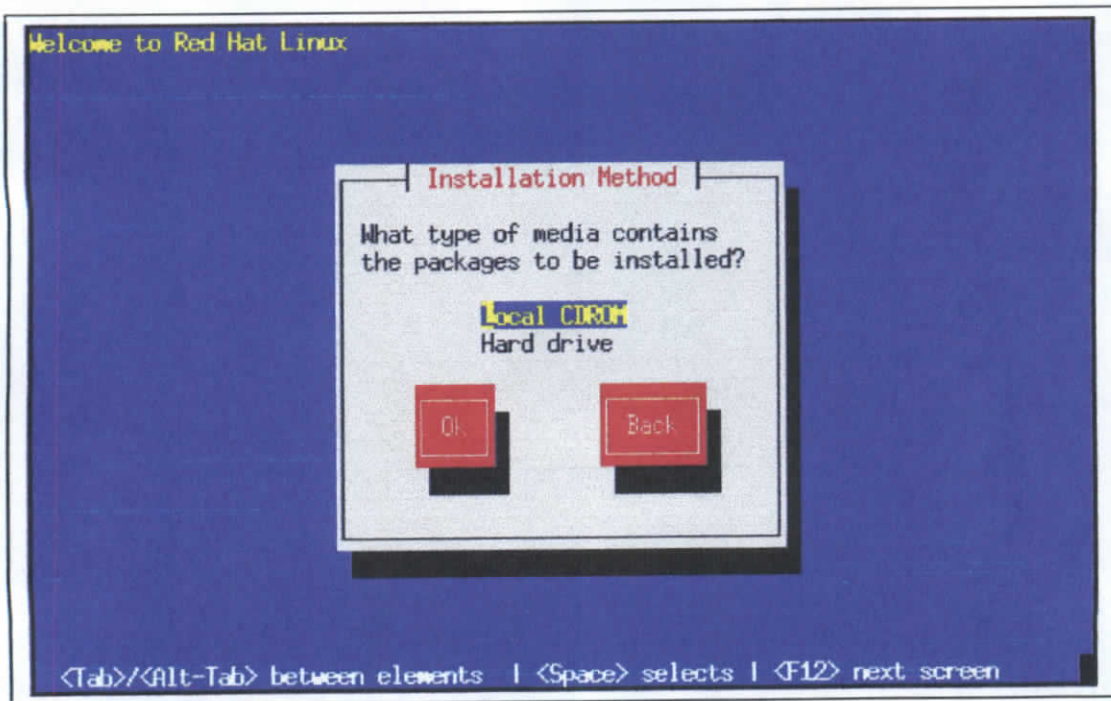 Welcome to Red Hat Linux
Installation Method
What type of media contains
the packages to be installed?
Local CDROM
Hard drive
Ok
Back
<Tab>/<Alt-Tab> between elements | <Space> selects | <F12> next screen